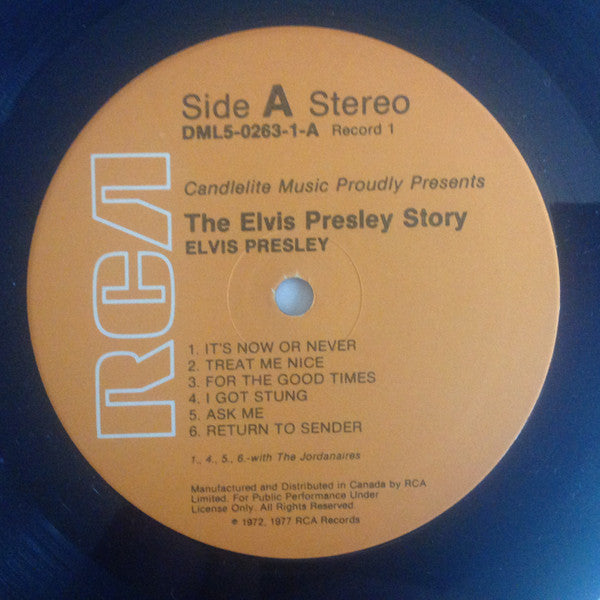 RCA
Side A Stereo
DML5-0263-1-A Record 1
Candlelite Music Proudly Presents
The Elvis Presley Story
ELVIS PRESLEY
1. IT'S NOW OR NEVER
2. TREAT ME NICE
3. FOR THE GOOD TIMES
4. I GOT STUNG
5. ASK ME
6. RETURN TO SENDER
1., 4., 5., 6.-with The Jordanaires
Manufactured and Distributed in Canada by RCA
Limited. For Public Performance Under
License Only. All Rights Reserved.
℗ 1972, 1977 RCA Records